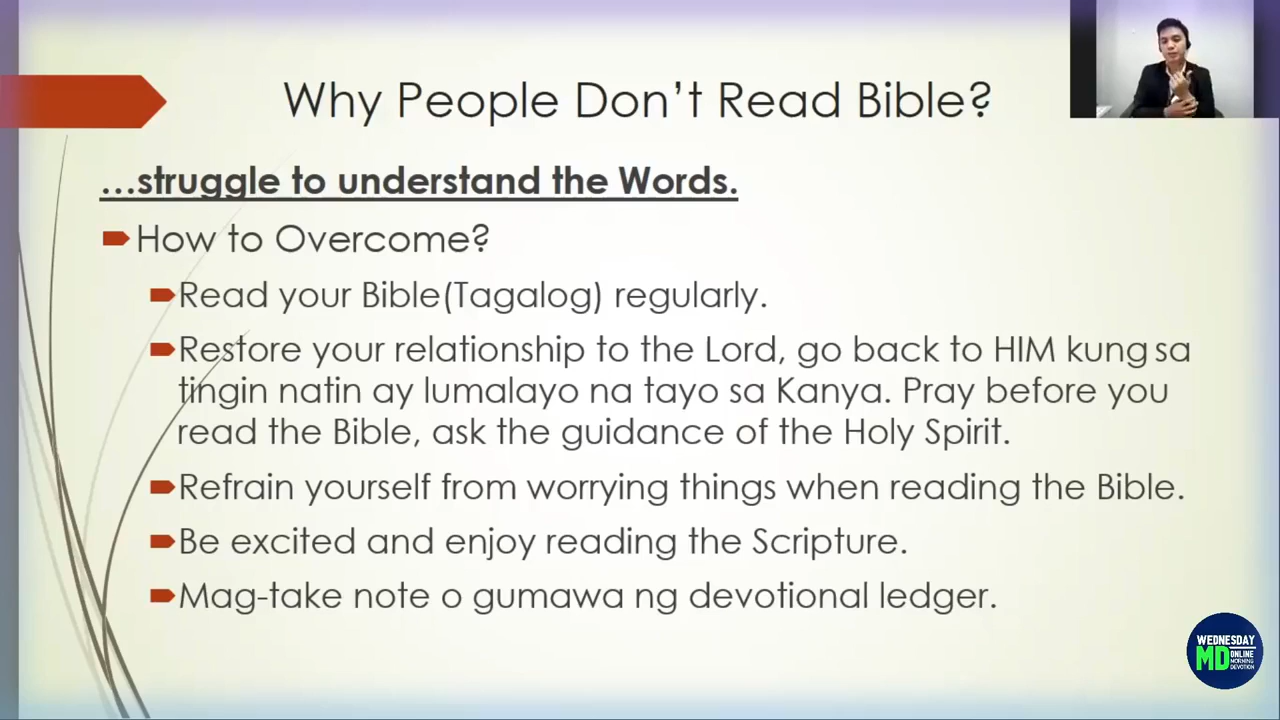 Why People Don't Read Bible?
...struggle to understand the Words.
How to Overcome?
Read your Bible(Tagalog) regularly.
Restore your relationship to the Lord, go back to HIM kung sa
tingin natin ay lumalayo na tayo sa Kanya. Pray before you
read the Bible, ask the guidance of the Holy Spirit.
Refrain yourself from worrying things when reading the Bible.
Be excited and enjoy reading the Scripture.
Mag-take note o gumawa ng devotional ledger.
WEDNESDAY
MD ONLINE
MORNING
DEVOTION